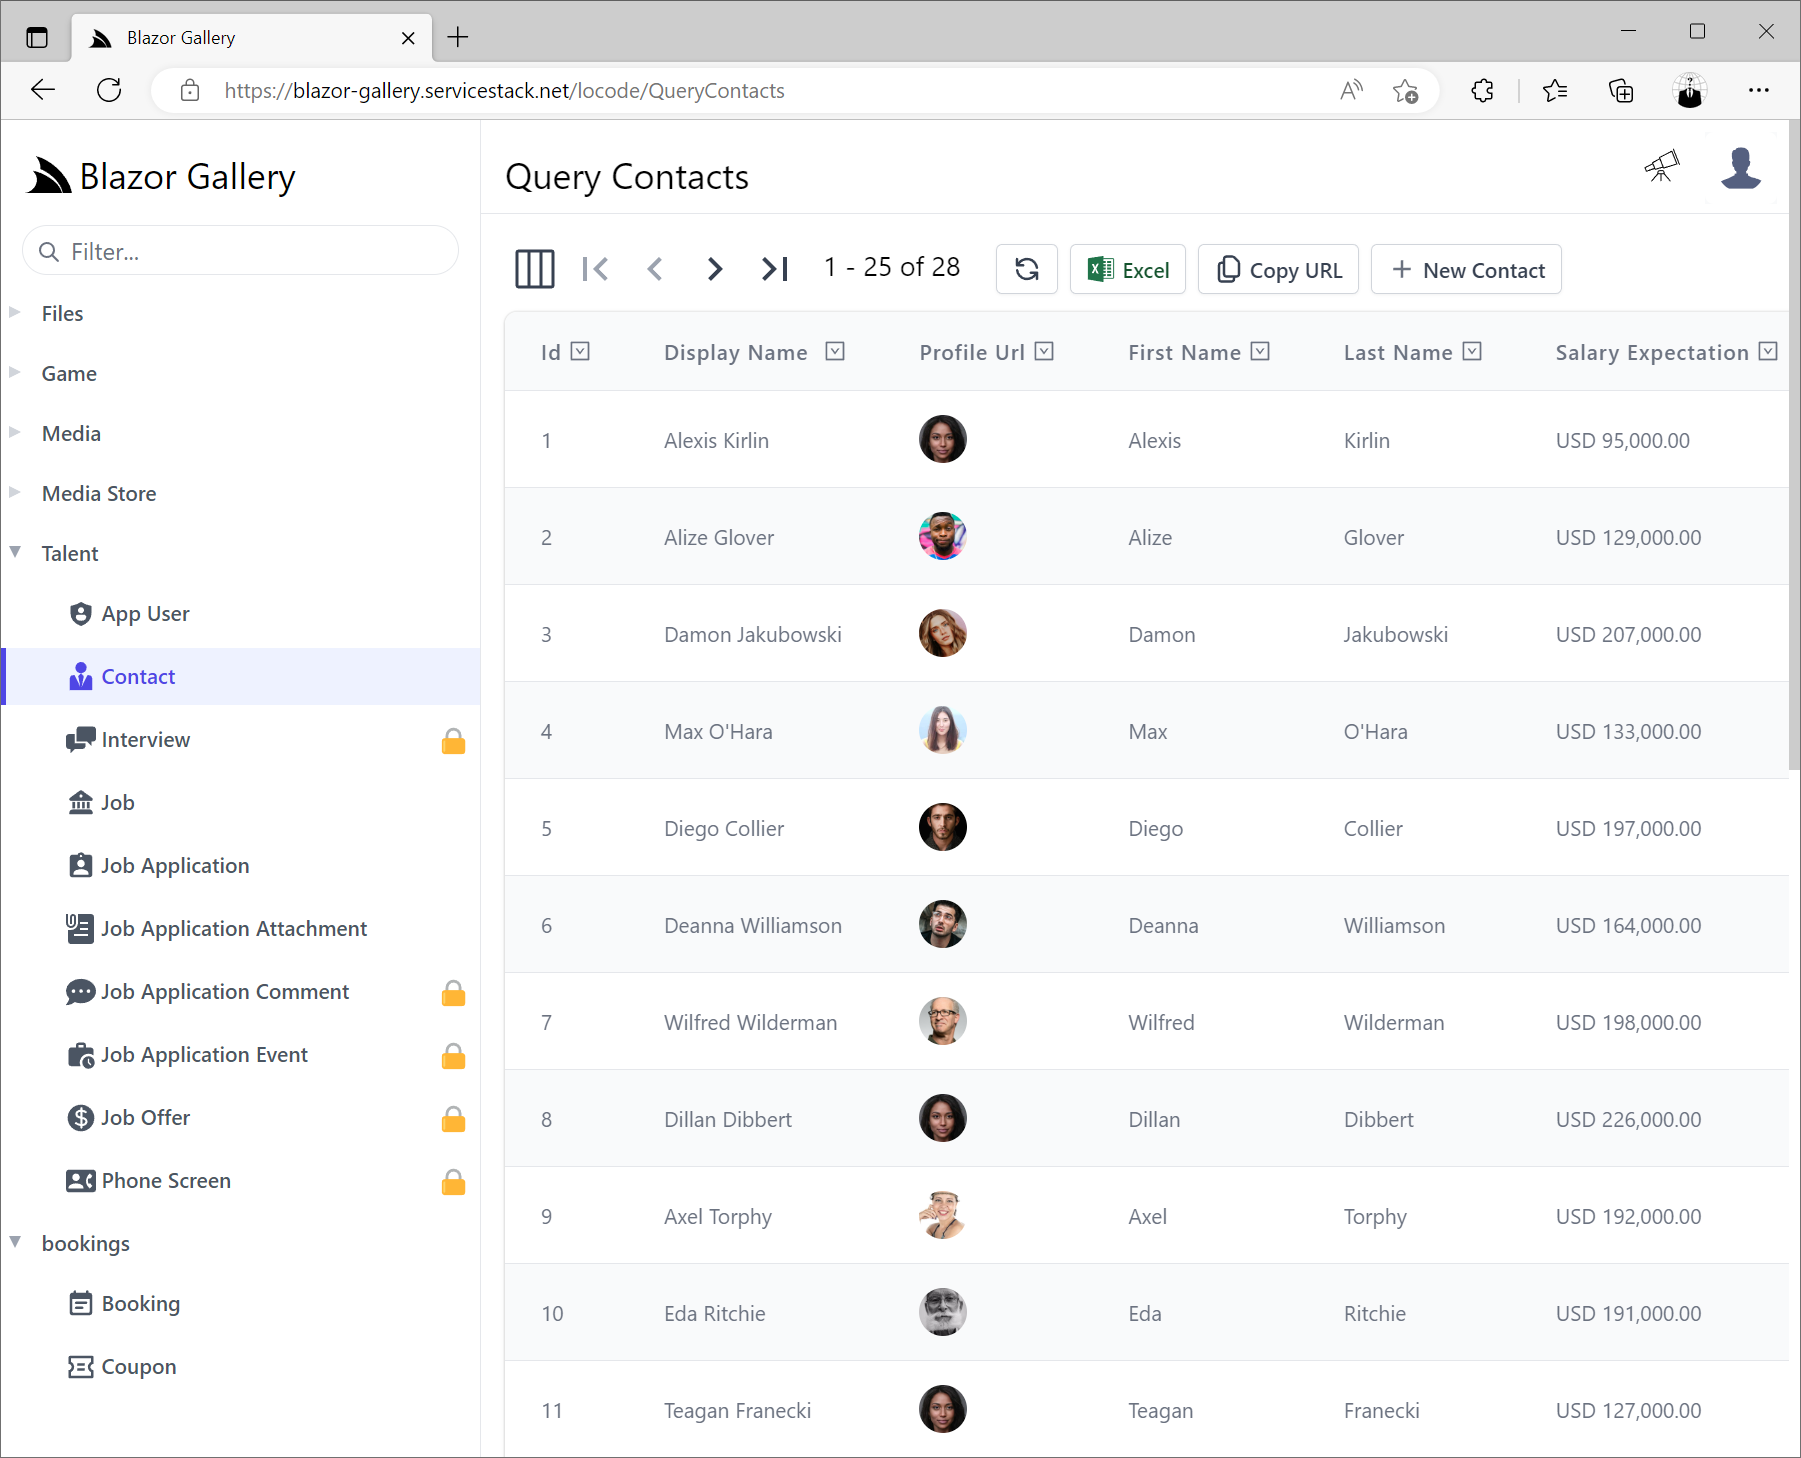 Blazor Gallery
https://blazor-gallery.servicestack.net/locode/QueryContacts
Blazor Gallery
Filter...
Files
Game
Media
Media Store
Talent
App User
Contact
Interview
Job
Job Application
Job Application Attachment
Job Application Comment
Job Application Event
Job Offer
Phone Screen
bookings
Booking
Coupon
Query Contacts
1 - 25 of 28
Excel
Copy URL
New Contact
Id Display Name Profile Url First Name Last Name Salary Expectation
1 Alexis Kirlin Alexis Kirlin USD 95,000.00
2 Alize Glover Alize Glover USD 129,000.00
3 Damon Jakubowski Damon Jakubowski USD 207,000.00
4 Max O'Hara Max O'Hara USD 133,000.00
5 Diego Collier Diego Collier USD 197,000.00
6 Deanna Williamson Deanna Williamson USD 164,000.00
7 Wilfred Wilderman Wilfred Wilderman USD 198,000.00
8 Dillan Dibbert Dillan Dibbert USD 226,000.00
9 Axel Torphy Axel Torphy USD 192,000.00
10 Eda Ritchie Eda Ritchie USD 191,000.00
11 Teagan Franecki Teagan Franecki USD 127,000.00